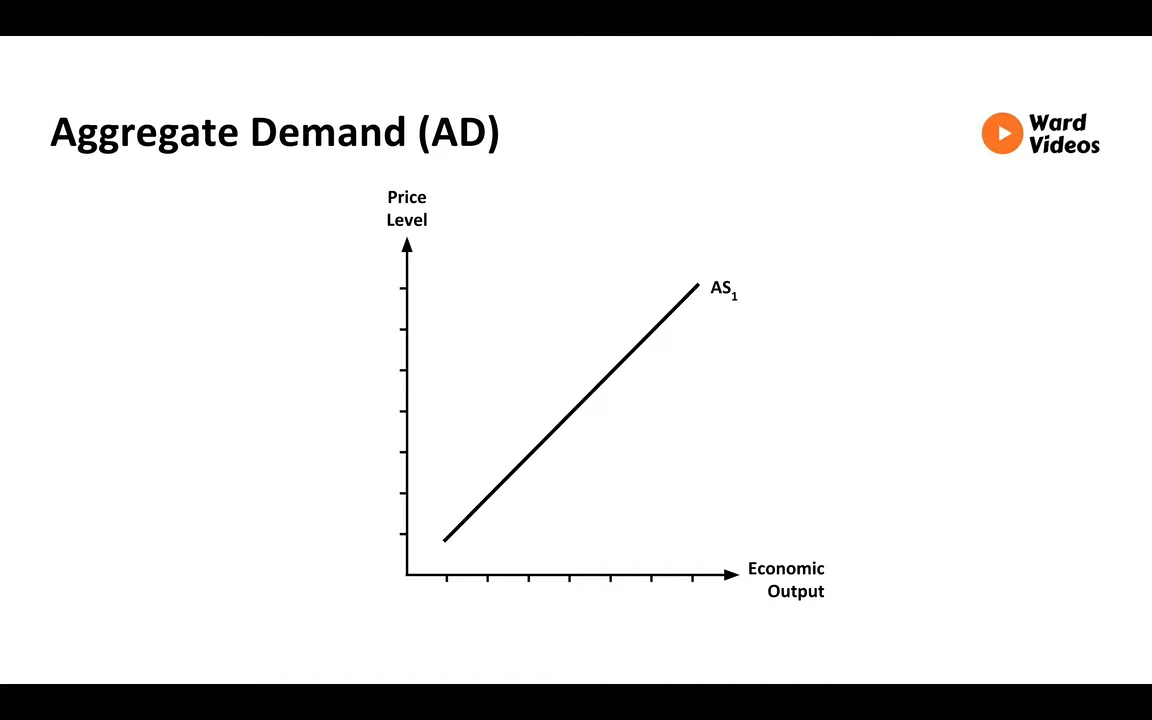 Aggregate Demand (AD)
Ward
Videos
Price
Level
AS1
Economic
Output